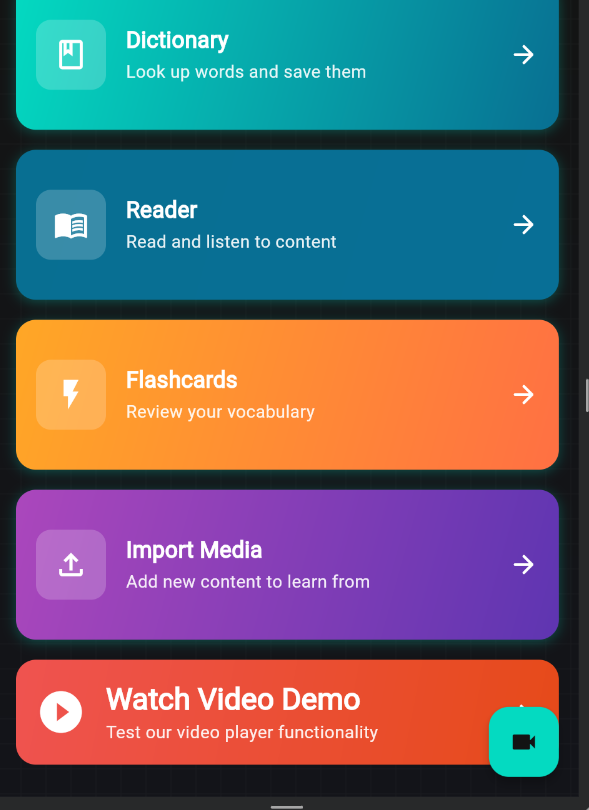 Dictionary
Look up words and save them
Reader
Read and listen to content
Flashcards
Review your vocabulary
Import Media
Add new content to learn from
Watch Video Demo
Test our video player functionality